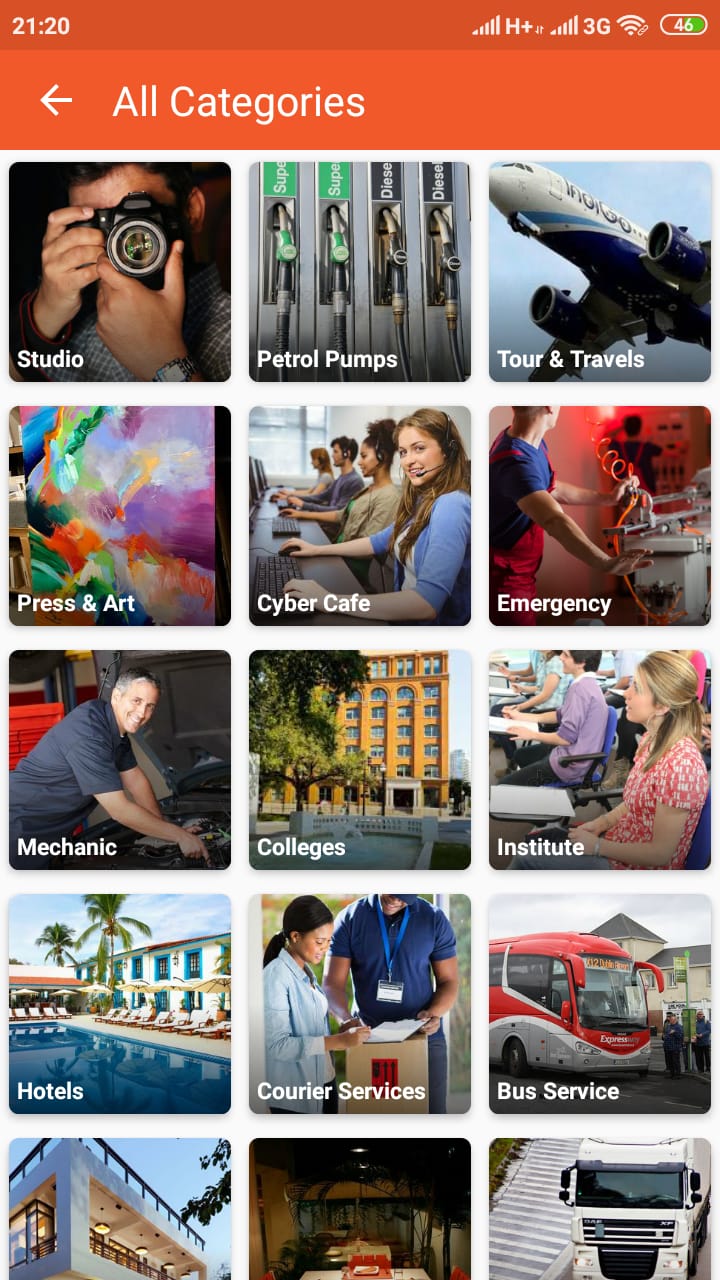 21:20 H+ 3G 46
All Categories
Super Super Diesel Diesel
IndiGo
Studio Petrol Pumps Tour & Travels
Press & Art Cyber Cafe Emergency
Mechanic Colleges Institute
Expressway
Hotels Courier Services Bus Service
DAF XF